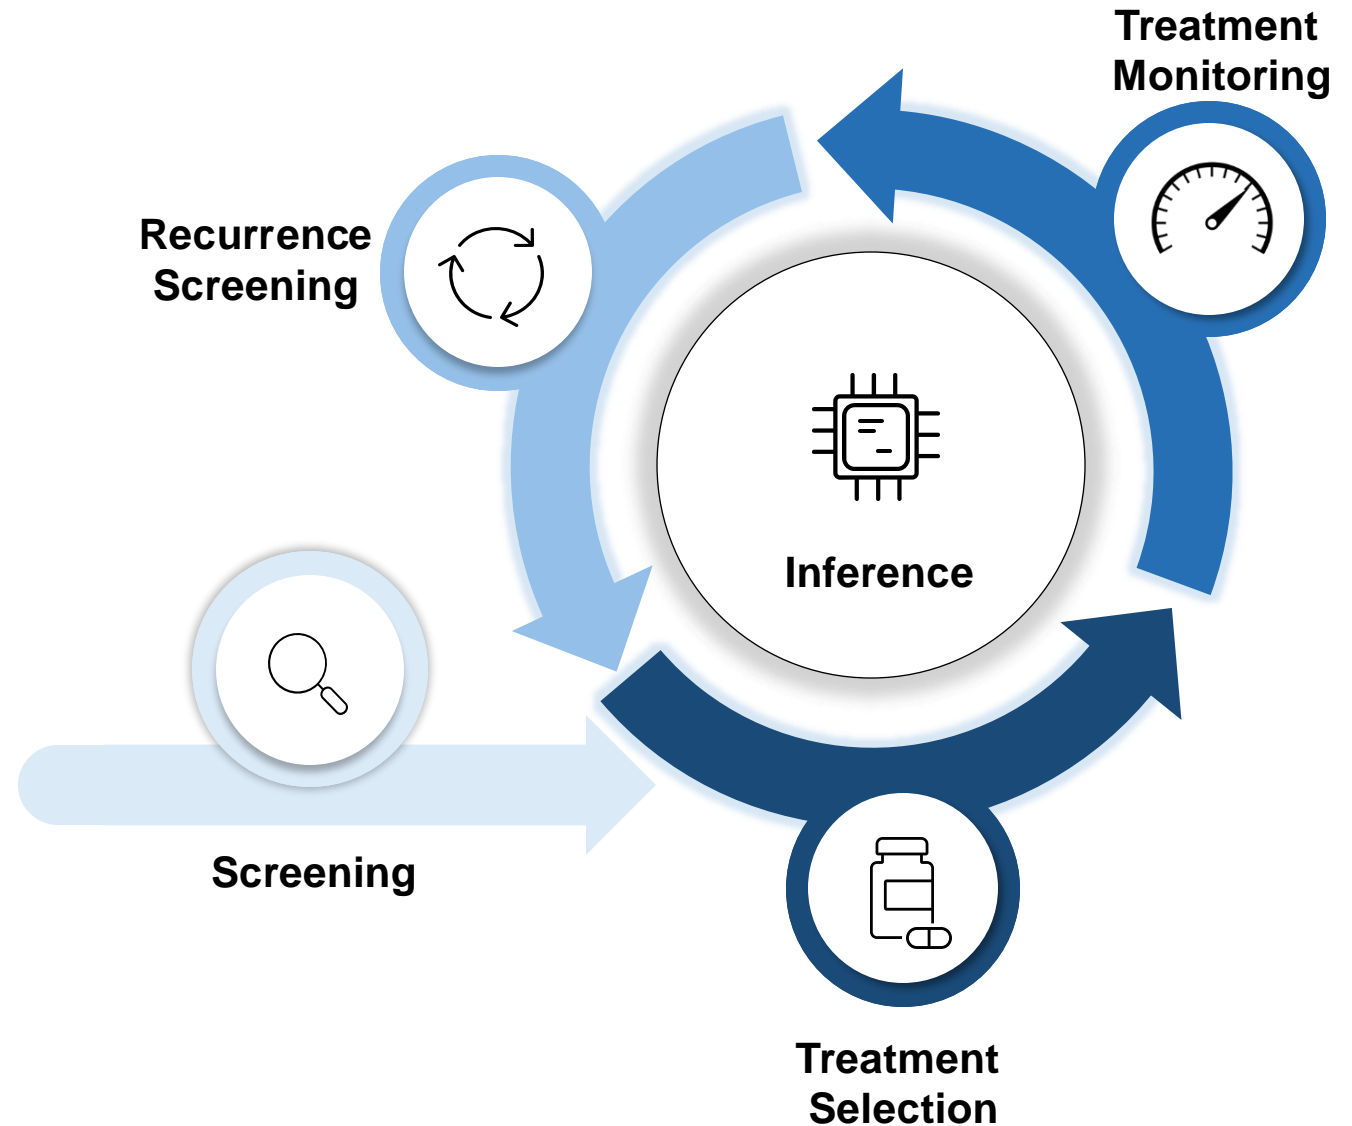 Treatment
Monitoring
Recurrence
Screening
Inference
Screening
Treatment
Selection